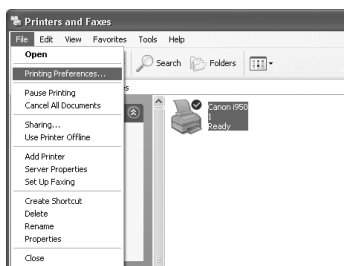 Printers and Faxes
File Edit View Favorites Tools Help
Open
Printing Preferences...
Pause Printing
Cancel All Documents
Sharing...
Use Printer Offline
Add Printer
Server Properties
Set Up Faxing
Create Shortcut
Delete
Rename
Properties
Close
Search Folders
Canon i950
1
Ready